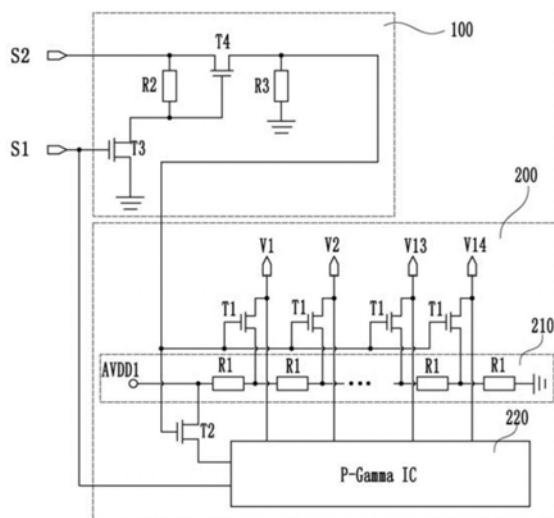 100
T4
S2
R2
R3
S1
T3
200
V1
V2
V13
V14
T1
T1
T1
T1
210
AVDD1
R1
R1
•••
R1
R1
T2
220
P-Gamma IC